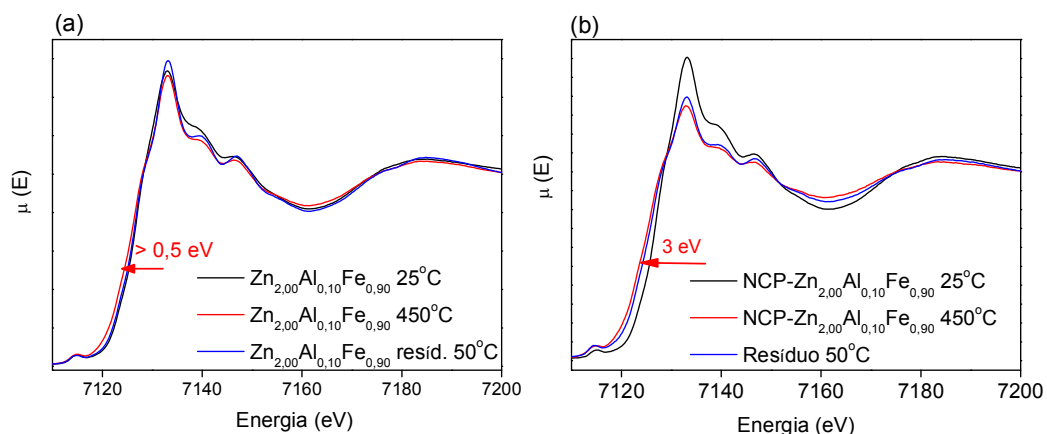 (a)
μ (E)
> 0,5 eV
Zn2,00Al0,10Fe0,90 25°C
Zn2,00Al0,10Fe0,90 450°C
Zn2,00Al0,10Fe0,90 resíd. 50°C
7120 7140 7160 7180 7200
Energia (eV)
(b)
μ (E)
3 eV
NCP-Zn2,00Al0,10Fe0,90 25°C
NCP-Zn2,00Al0,10Fe0,90 450°C
Resíduo 50°C
7120 7140 7160 7180 7200
Energia (eV)